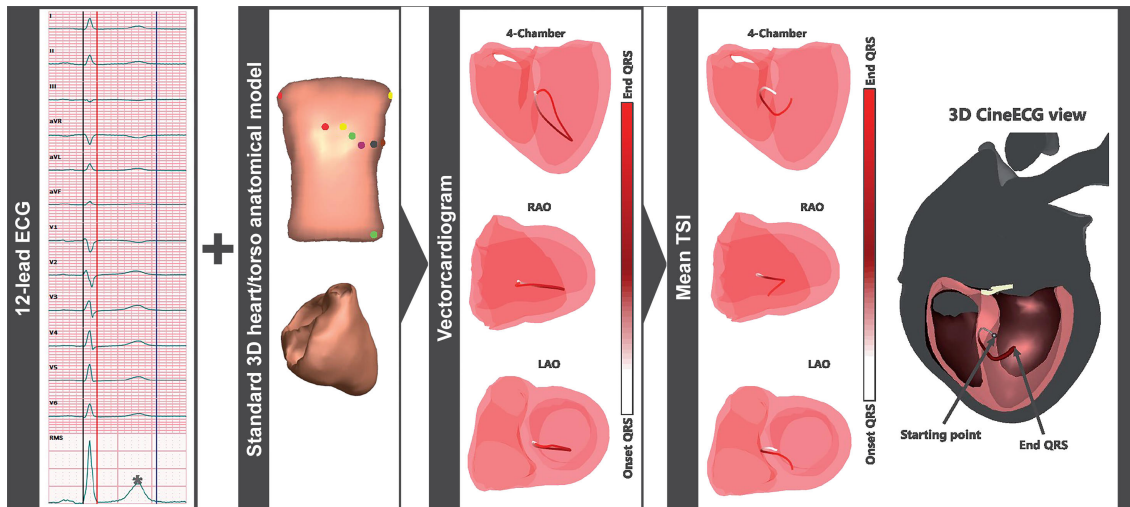 12-lead ECG
I
II
III
aVR
aVL
aVF
V1
V2
V3
V4
V5
V6
RMS
*
+
Standard 3D heart/torso anatomical model
Vectorcardiogram
4-Chamber
RAO
LAO
End QRS
Onset QRS
Mean TSI
4-Chamber
RAO
LAO
End QRS
Onset QRS
3D CineECG view
Starting point
End QRS